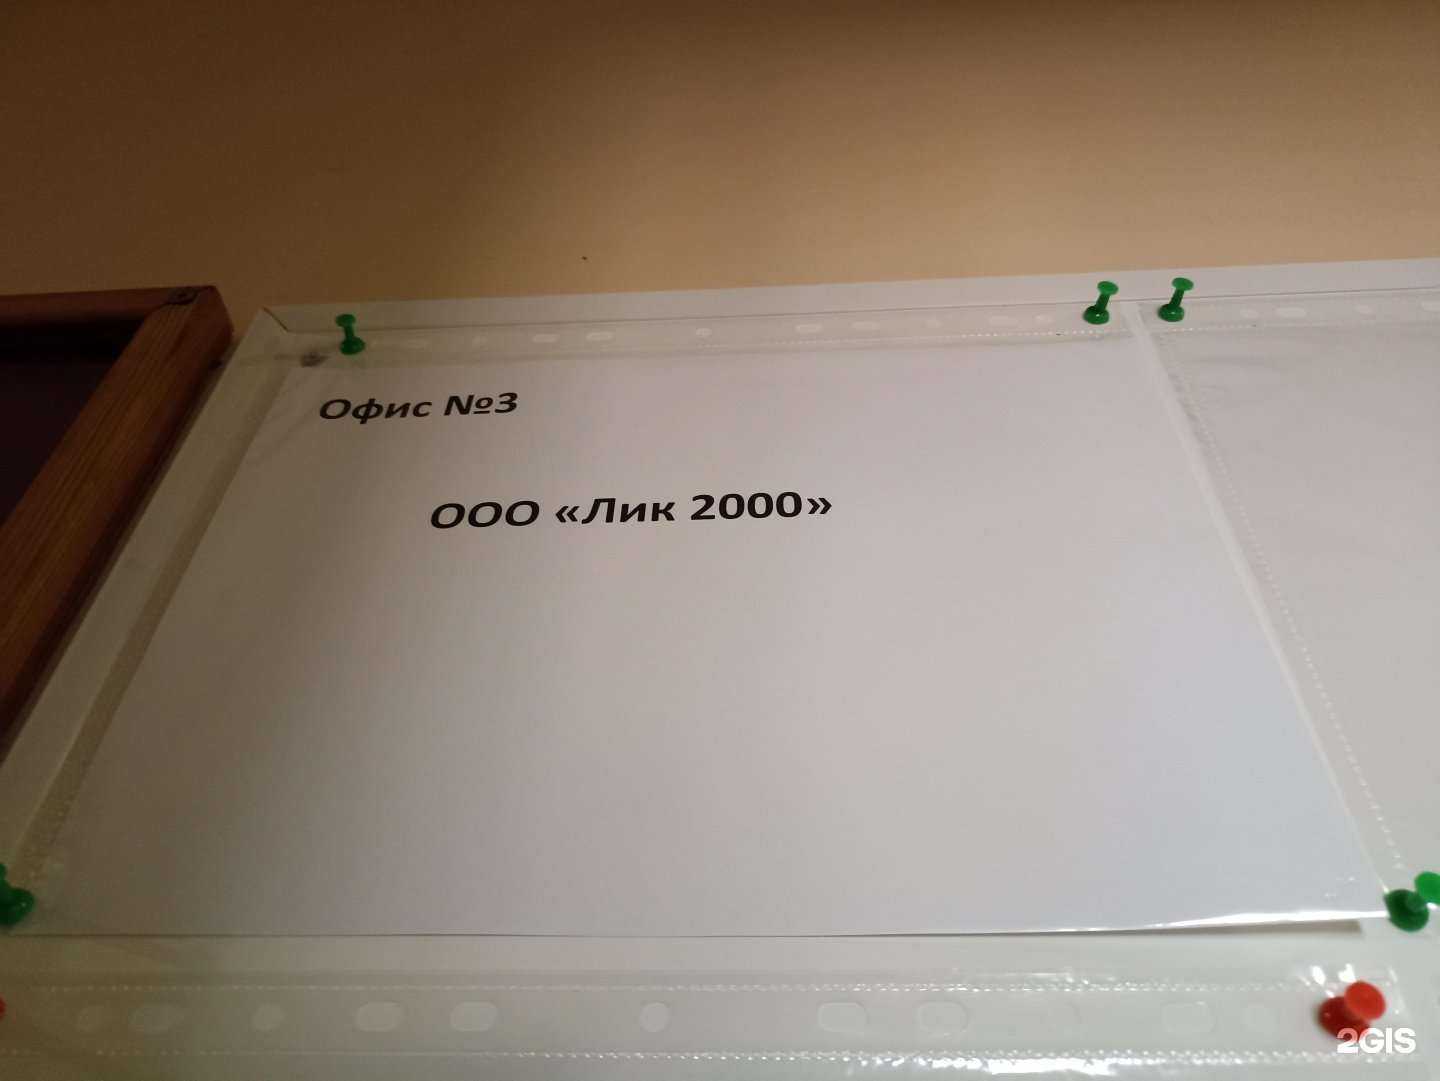 Офис №3
ООО «Лик 2000»
2GIS